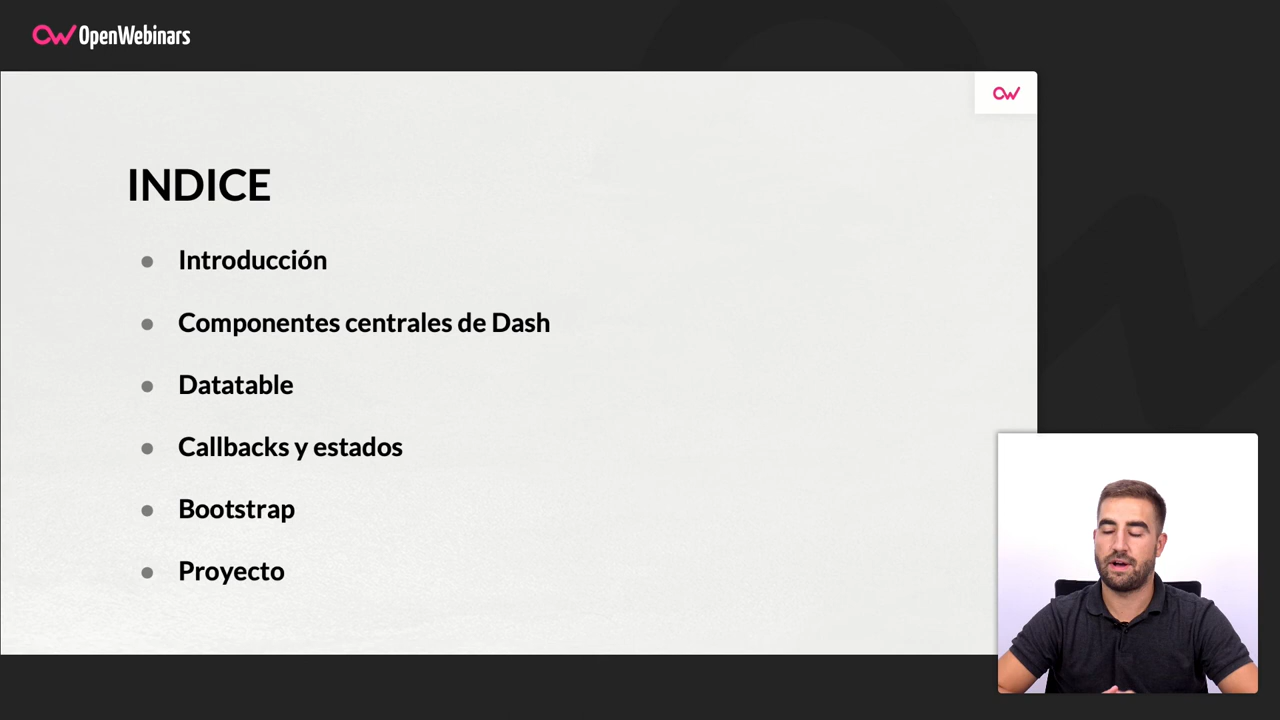 OpenWebinars
INDICE
Introducción
Componentes centrales de Dash
Datatable
Callbacks y estados
Bootstrap
Proyecto